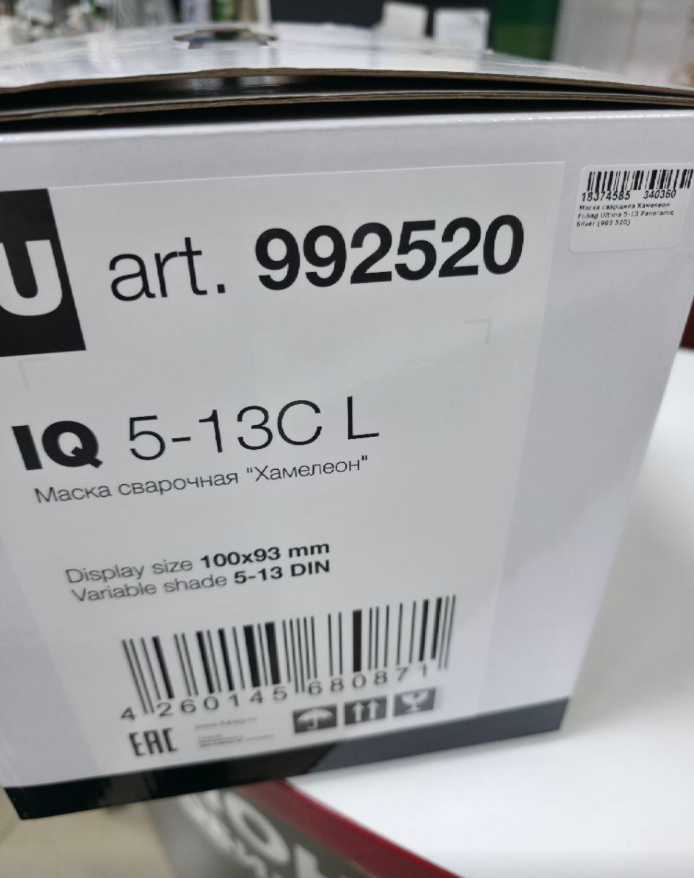 18374585 340350
Маска сварщика Хамелеон
Fubag Ultima 5-13 Panoramic
Silver (992 520)
U
art. 992520
IQ 5-13C L
Маска сварочная "Хамелеон"
Display size 100x93 mm
Variable shade 5-13 DIN
4 260145 680871
EAC